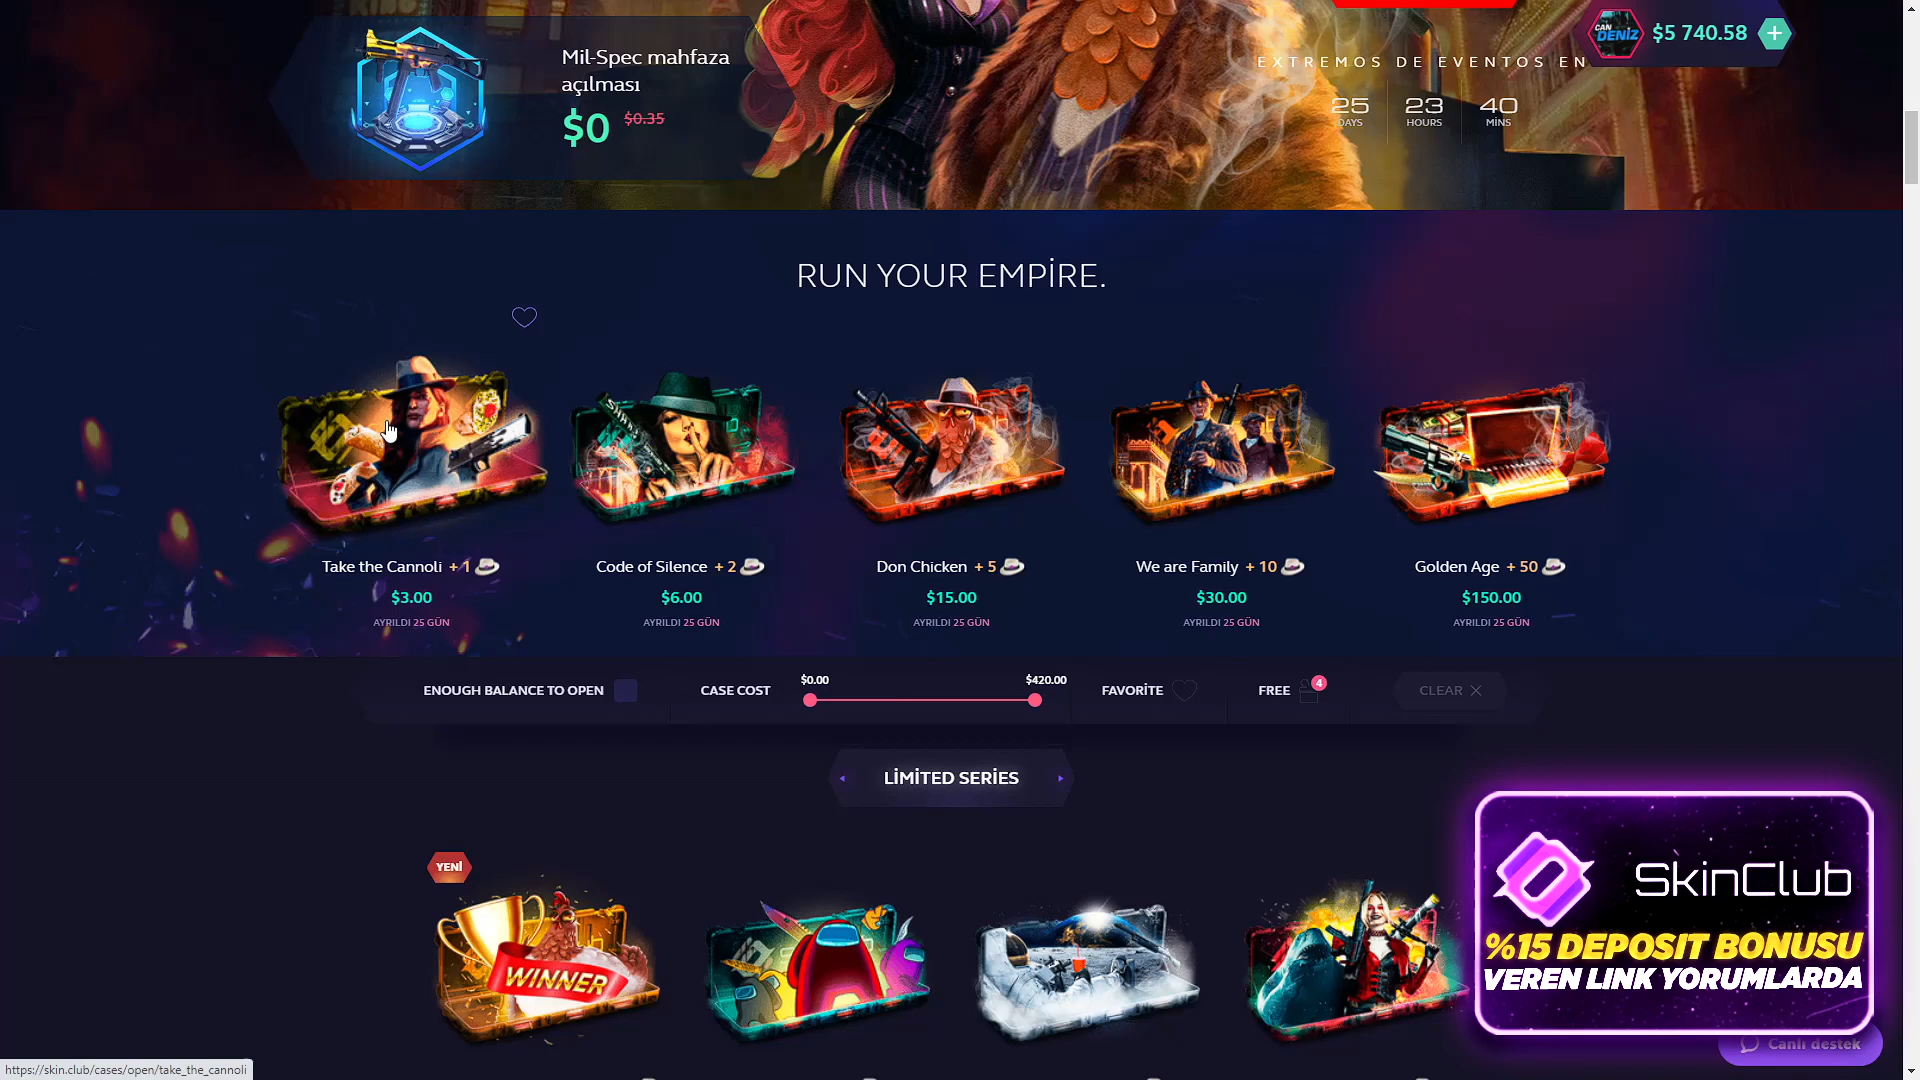 Mil-Spec mahfaza
açılması
$0 $0.35
CAN
DENİZ
$5 740.58
EXTREMOS DE EVENTOS EN
25 23 40
DAYS HOURS MİNS
RUN YOUR EMPİRE.
SHARK
Take the Cannoli + 1
Code of Silence + 2
Don Chicken + 5
We are Family + 10
Golden Age + 50
$3.00
$6.00
$15.00
$30.00
$150.00
AYRILDI 25 GÜN
AYRILDI 25 GÜN
AYRILDI 25 GÜN
AYRILDI 25 GÜN
AYRILDI 25 GÜN
ENOUGH BALANCE TO OPEN
CASE COST
$0.00
$420.00
FAVORİTE
FREE
4
CLEAR
LİMİTED SERİES
YENİ
WINNER
SkinClub
%15 DEPOSIT BONUSU
VEREN LINK YORUMLARDA
Canlı destek
https://skin.club/cases/open/take_the_cannoli